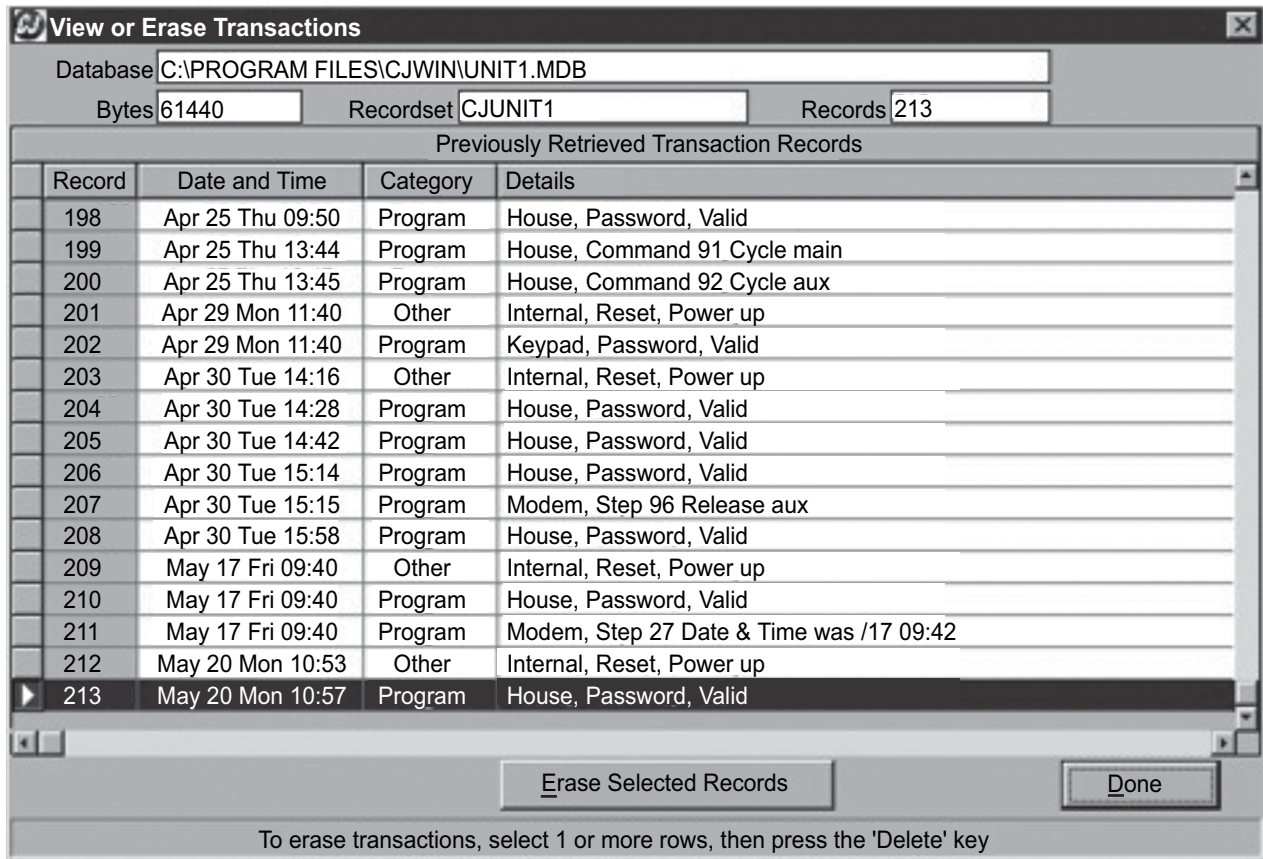 View or Erase Transactions
Database C:\PROGRAM FILES\CJWIN\UNIT1.MDB
Bytes 61440 Recordset CJUNIT1 Records 213
Previously Retrieved Transaction Records
Record Date and Time Category Details
198 Apr 25 Thu 09:50 Program House, Password, Valid
199 Apr 25 Thu 13:44 Program House, Command 91 Cycle main
200 Apr 25 Thu 13:45 Program House, Command 92 Cycle aux
201 Apr 29 Mon 11:40 Other Internal, Reset, Power up
202 Apr 29 Mon 11:40 Program Keypad, Password, Valid
203 Apr 30 Tue 14:16 Other Internal, Reset, Power up
204 Apr 30 Tue 14:28 Program House, Password, Valid
205 Apr 30 Tue 14:42 Program House, Password, Valid
206 Apr 30 Tue 15:14 Program House, Password, Valid
207 Apr 30 Tue 15:15 Program Modem, Step 96 Release aux
208 Apr 30 Tue 15:58 Program House, Password, Valid
209 May 17 Fri 09:40 Other Internal, Reset, Power up
210 May 17 Fri 09:40 Program House, Password, Valid
211 May 17 Fri 09:40 Program Modem, Step 27 Date & Time was /17 09:42
212 May 20 Mon 10:53 Other Internal, Reset, Power up
213 May 20 Mon 10:57 Program House, Password, Valid
Erase Selected Records Done
To erase transactions, select 1 or more rows, then press the 'Delete' key